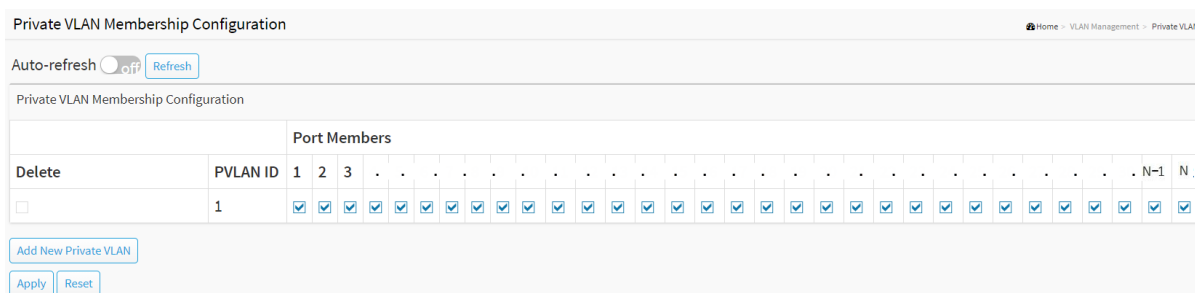 Private VLAN Membership Configuration
Home > VLAN Management > Private VLAN
Auto-refresh off Refresh
Private VLAN Membership Configuration
Port Members
Delete PVLAN ID 1 2 3 . . . . . . . . . . . . . . . . . . . . . . . . . . N-1 N
1
Add New Private VLAN
Apply Reset